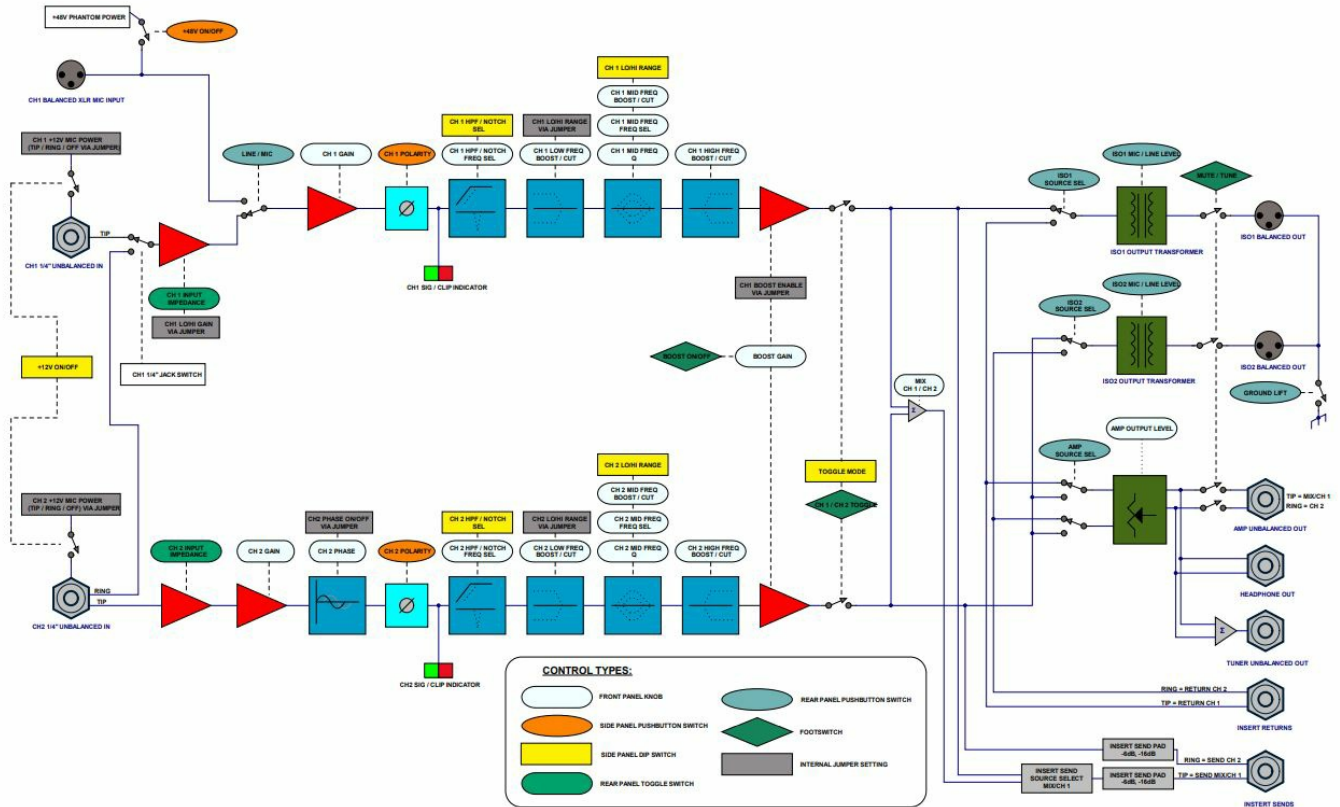 +48V PHANTOM POWER
+48V ON/OFF
CH1 BALANCED XLR MIC INPUT
CH 1 +12V MIC POWER
(TIP / RING / OFF VIA JUMPER)
TIP
CH1 1/4" UNBALANCED IN
LINE / MIC
CH 1 INPUT
IMPEDANCE
CH1 LO/HI GAIN
VIA JUMPER
CH1 1/4" JACK SWITCH
+12V ON/OFF
CH 1 GAIN
CH 1 POLARITY
CH1 SIG / CLIP INDICATOR
CH 1 HPF / NOTCH
SEL
CH 1 HPF / NOTCH
FREQ SEL
CH1 LO/HI RANGE
VIA JUMPER
CH 1 LOW FREQ
BOOST / CUT
CH 1 LO/HI RANGE
CH 1 MID FREQ
BOOST / CUT
CH 1 MID FREQ
FREQ SEL
CH 1 MID FREQ
Q
CH 1 HIGH FREQ
BOOST / CUT
CH1 BOOST ENABLE
VIA JUMPER
BOOST ON/OFF
BOOST GAIN
MIX
CH 1 / CH 2
Σ
TOGGLE MODE
CH 1 / CH 2 TOGGLE
ISO1
SOURCE SEL
ISO1 MIC / LINE LEVEL
ISO1 OUTPUT TRANSFORMER
MUTE / TUNE
ISO1 BALANCED OUT
ISO2
SOURCE SEL
ISO2 MIC / LINE LEVEL
ISO2 OUTPUT TRANSFORMER
ISO2 BALANCED OUT
GROUND LIFT
AMP
SOURCE SEL
AMP OUTPUT LEVEL
TIP = MIX/CH 1
RING = CH 2
AMP UNBALANCED OUT
HEADPHONE OUT
Σ
TUNER UNBALANCED OUT
RING = RETURN CH 2
TIP = RETURN CH 1
INSERT RETURNS
INSERT SEND PAD
-6dB, -16dB
RING = SEND CH 2
INSERT SEND
SOURCE SELECT
MIX/CH 1
INSERT SEND PAD
-6dB, -16dB
TIP = SEND MIX/CH 1
INSTERT SENDS
CH 2 +12V MIC POWER
(TIP / RING / OFF) VIA JUMPER
RING
TIP
CH2 1/4" UNBALANCED IN
CH 2 INPUT
IMPEDANCE
CH 2 GAIN
CH2 PHASE ON/OFF
VIA JUMPER
CH 2 PHASE
CH 2 POLARITY
CH2 SIG / CLIP INDICATOR
CH 2 HPF / NOTCH
SEL
CH 2 HPF / NOTCH
FREQ SEL
CH2 LO/HI RANGE
VIA JUMPER
CH 2 LOW FREQ
BOOST / CUT
CH 2 LO/HI RANGE
CH 2 MID FREQ
BOOST / CUT
CH 2 MID FREQ
FREQ SEL
CH 2 MID FREQ
Q
CH 2 HIGH FREQ
BOOST / CUT
CONTROL TYPES:
FRONT PANEL KNOB
SIDE PANEL PUSHBUTTON SWITCH
SIDE PANEL DIP SWITCH
REAR PANEL TOGGLE SWITCH
REAR PANEL PUSHBUTTON SWITCH
FOOTSWITCH
INTERNAL JUMPER SETTING